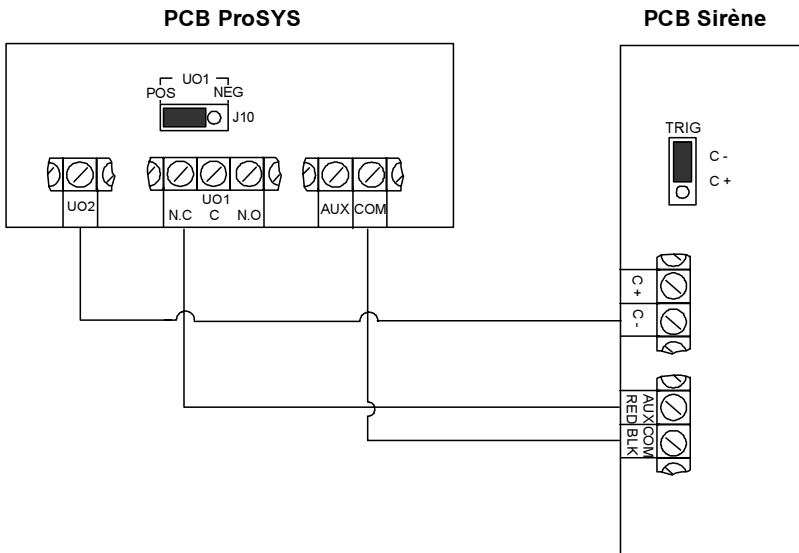 PCB ProSYS
PCB Sirène
UO1
POS NEG
J10
TRIG
C -
C +
UO2
UO1
N.C C N.O
AUX COM
C +
C -
AUX RED
COM BLK